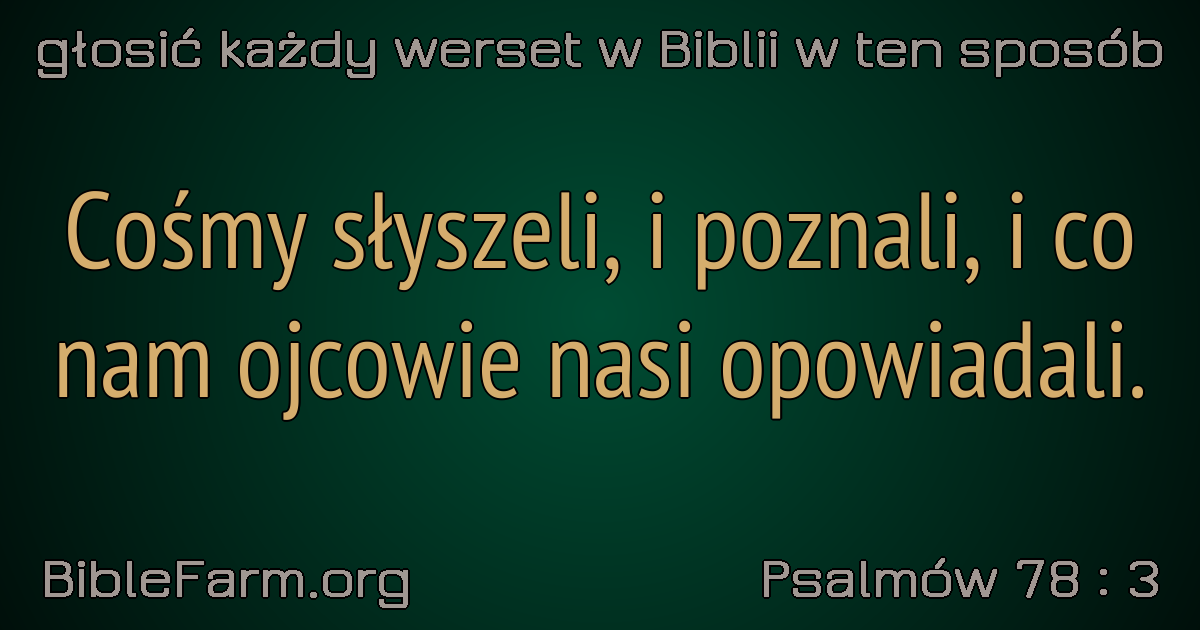 głosić każdy werset w Biblii w ten sposób
Cośmy słyszeli, i poznali, i co
nam ojcowie nasi opowiadali.
BibleFarm.org
Psalmów 78 : 3